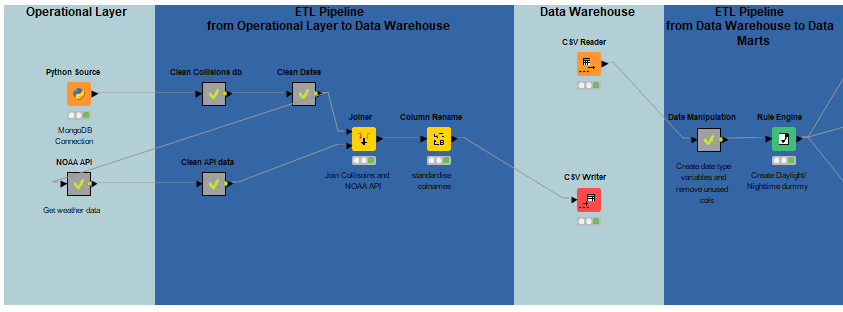 Operational Layer
ETL Pipeline
from Operational Layer to Data Warehouse
Data Warehouse
ETL Pipeline
from Data Warehouse to Data
Marts
CSV Reader
Python Source
Clean Collisions db
Clean Dates
MongoDB
Connection
Joiner
Column Rename
Date Manipulation
Rule Engine
NOAA API
Clean API data
Join Collisoins and
NOAA API
standardise
colnames
CSV Writer
Create date type
variables and
remove unused
cols
Create Daylight/
Nighttime dummy
Get weather data